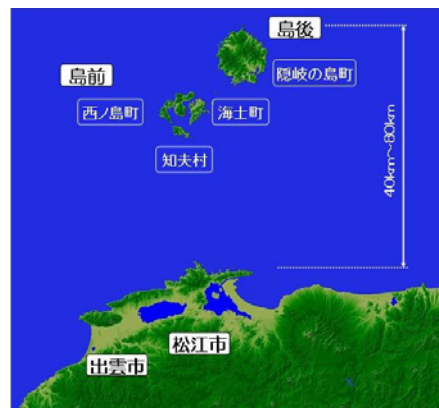 島後
隠岐の島町
島前
西ノ島町
海士町
知夫村
40km〜80km
松江市
出雲市